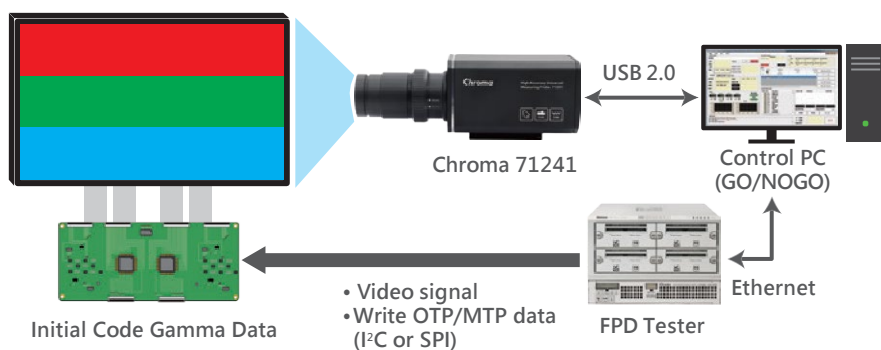 Chroma
USB 2.0
Chroma 71241
Control PC
(GO/NOGO)
Ethernet
• Video signal
•Write OTP/MTP data
(I²C or SPI)
FPD Tester
Initial Code Gamma Data